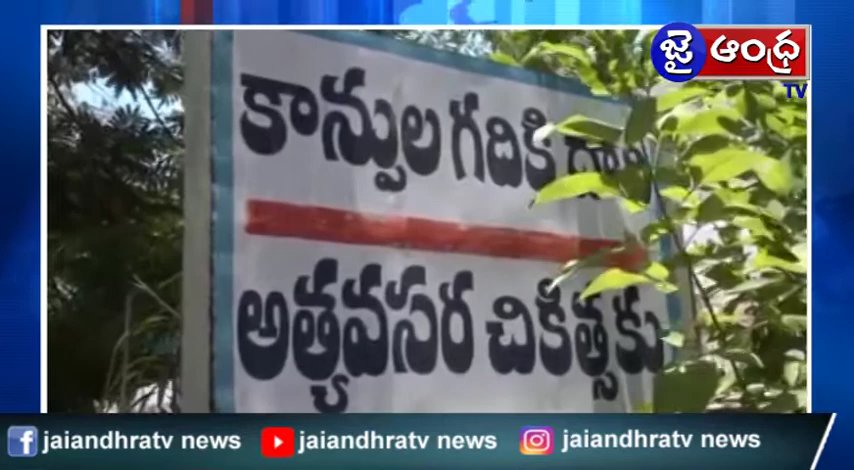 జై ఆంధ్ర
TV
కాన్పుల గదికి దారి
అత్యవసర చికిత్సకు
jaiandhratv news jaiandhratv news jaiandhratv news